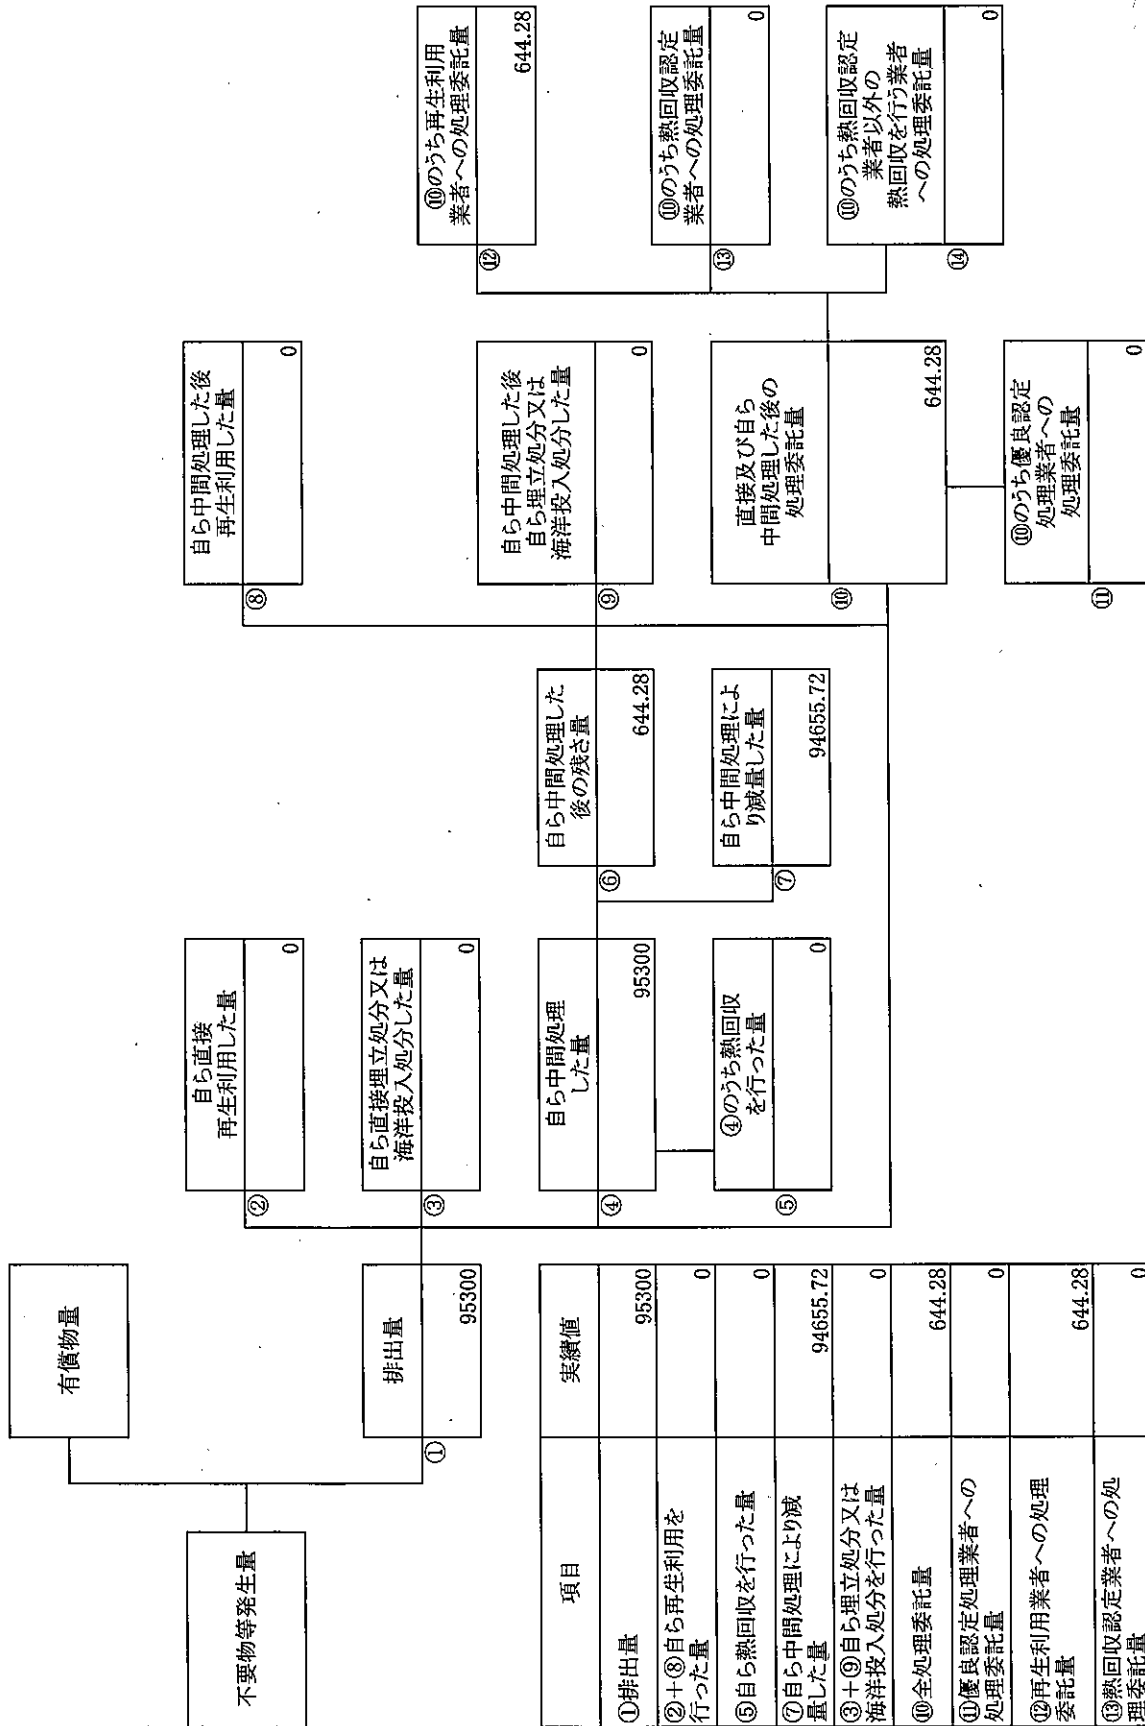 不要物等発生量
有償物量
排出量
①
95300
自ら直接
再生利用した量
②
0
自ら直接埋立処分又は
海洋投入処分した量
③
0
自ら中間処理
した量
④
95300
④のうち熱回収
を行った量
⑤
0
自ら中間処理した
後の残さ量
⑥
644.28
自ら中間処理によ
り減量した量
⑦
94655.72
自ら中間処理した後
再生利用した量
⑧
0
自ら中間処理した後
自ら埋立処分又は
海洋投入処分した量
⑨
0
直接及び自ら
中間処理した後の
処理委託量
⑩
644.28
⑩のうち優良認定
処理業者への
処理委託量
⑪
0
⑩のうち再生利用
業者への処理委託量
⑫
644.28
⑩のうち熱回収認定
業者への処理委託量
⑬
0
⑩のうち熱回収認定
業者以外の
熱回収を行う業者
への処理委託量
⑭
0
項目 実績値
①排出量 95300
②+⑧自ら再生利用を
行った量 0
⑤自ら熱回収を行った量 0
⑦自ら中間処理により減
量した量 94655.72
③+⑨自ら埋立処分又は
海洋投入処分を行った量 0
⑩全処理委託量 644.28
⑪優良認定処理業者への
処理委託量 0
⑫再生利用業者への処理
委託量 644.28
⑬熱回収認定業者への処
理委託量 0